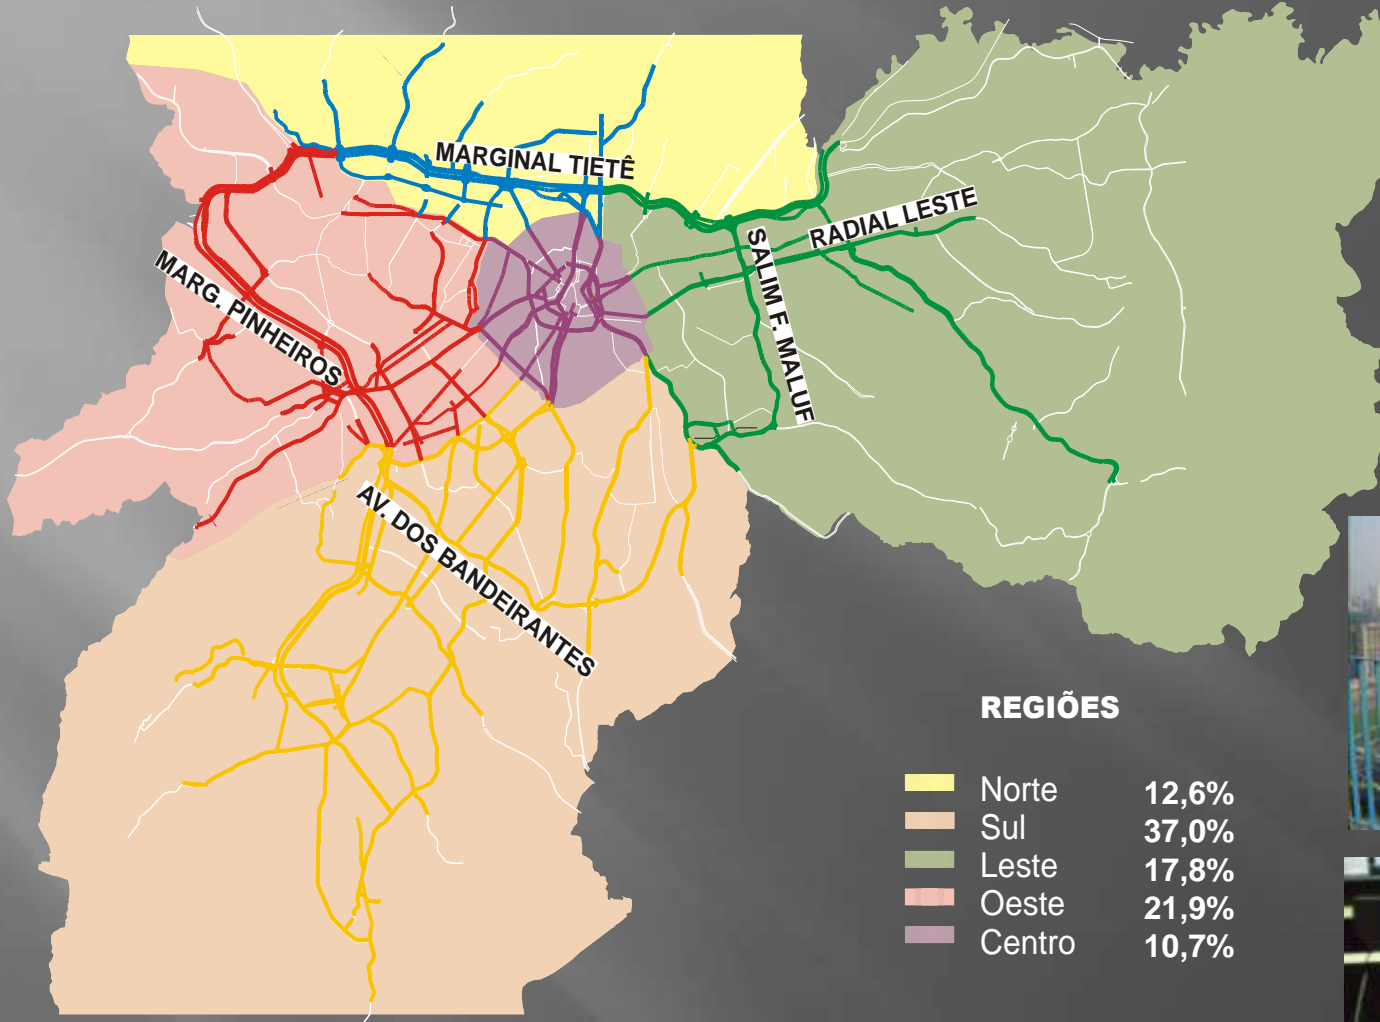 MARGINAL TIETÊ
RADIAL LESTE
SALIM F. MALUF
MARG. PINHEIROS
AV. DOS BANDEIRANTES
REGIÕES
Norte 12,6%
Sul 37,0%
Leste 17,8%
Oeste 21,9%
Centro 10,7%